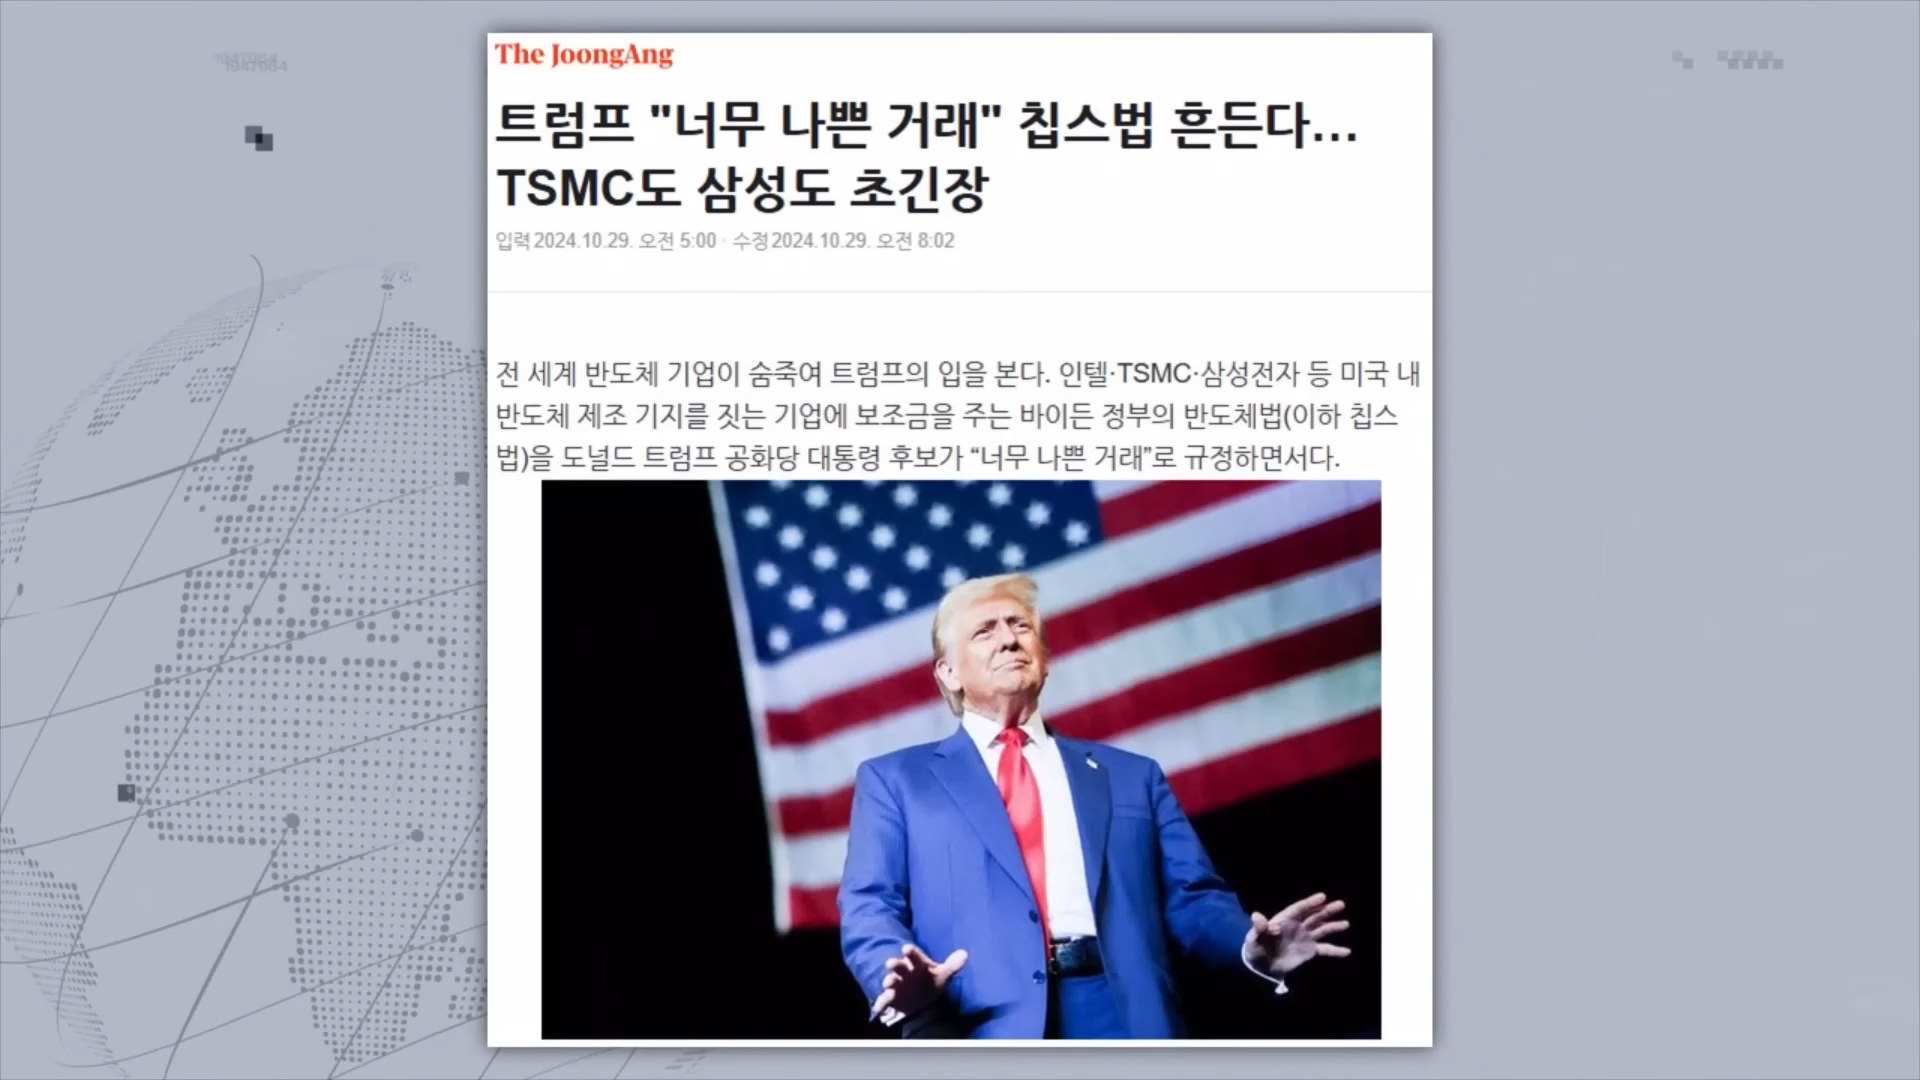 The JoongAng
트럼프 "너무 나쁜 거래" 칩스법 흔든다…
TSMC도 삼성도 초긴장
입력 2024.10.29. 오전 5:00 · 수정 2024.10.29. 오전 8:02
전 세계 반도체 기업이 숨죽여 트럼프의 입을 본다. 인텔·TSMC·삼성전자 등 미국 내
반도체 제조 기지를 짓는 기업에 보조금을 주는 바이든 정부의 반도체법(이하 칩스
법)을 도널드 트럼프 공화당 대통령 후보가 “너무 나쁜 거래”로 규정하면서다.